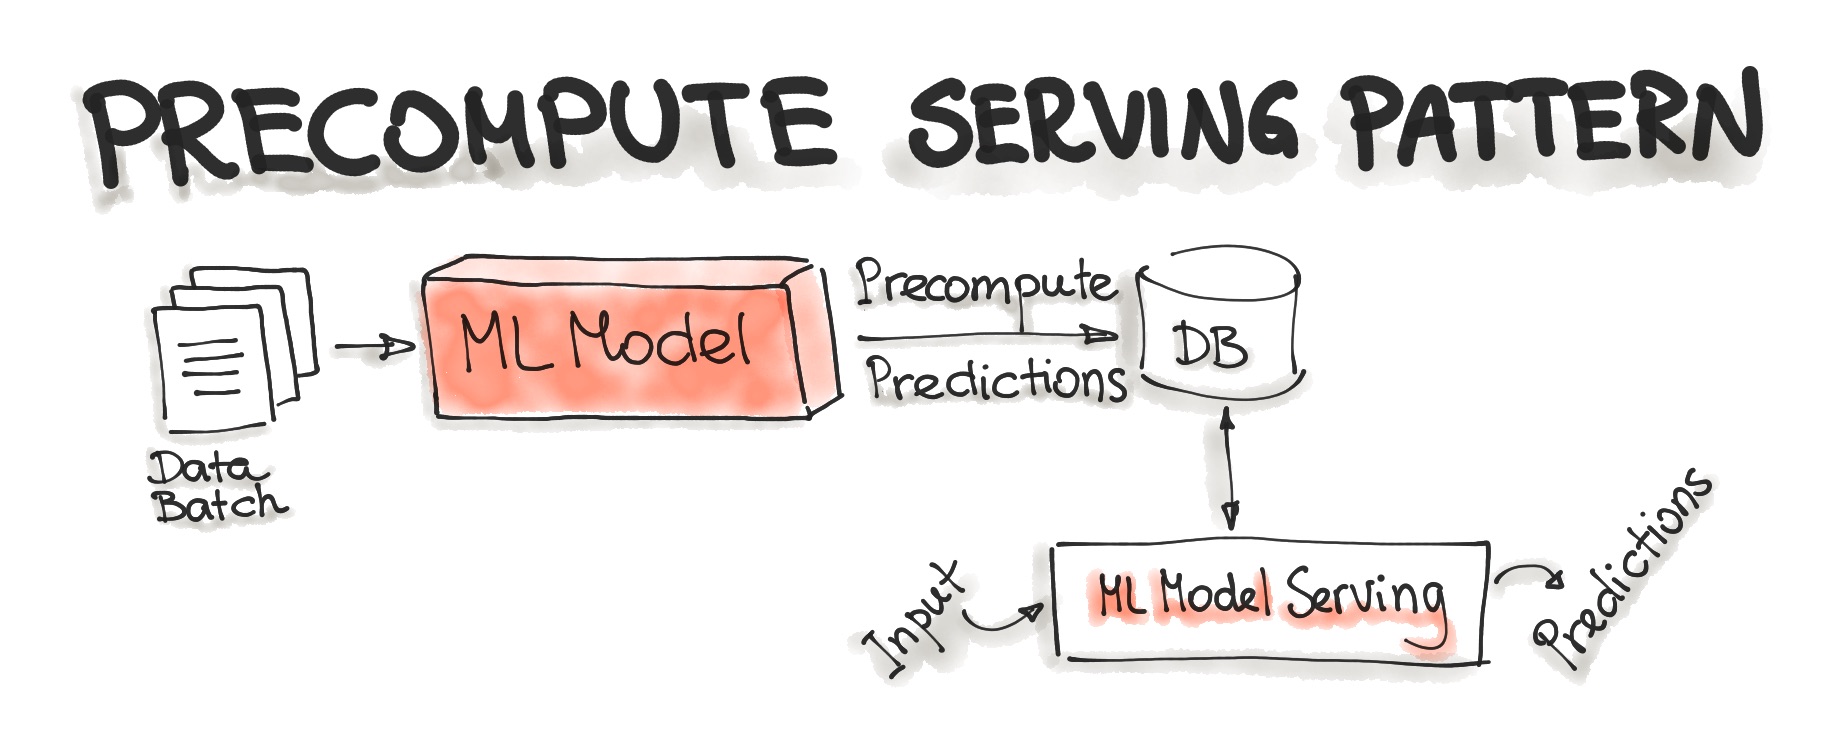 PRECOMPUTE SERVING PATTERN
Data
Batch
ML Model
Precompute
Predictions
DB
Input
ML Model Serving
Predictions